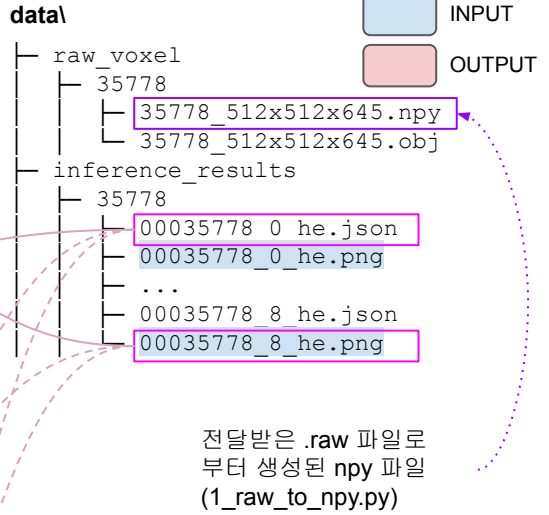 data\
INPUT
OUTPUT
raw_voxel
35778
35778_512x512x645.npy
35778_512x512x645.obj
inference_results
35778
00035778_0_he.json
00035778_0_he.png
...
00035778_8_he.json
00035778_8_he.png
전달받은 .raw 파일로
부터 생성된 npy 파일
(1_raw_to_npy.py)